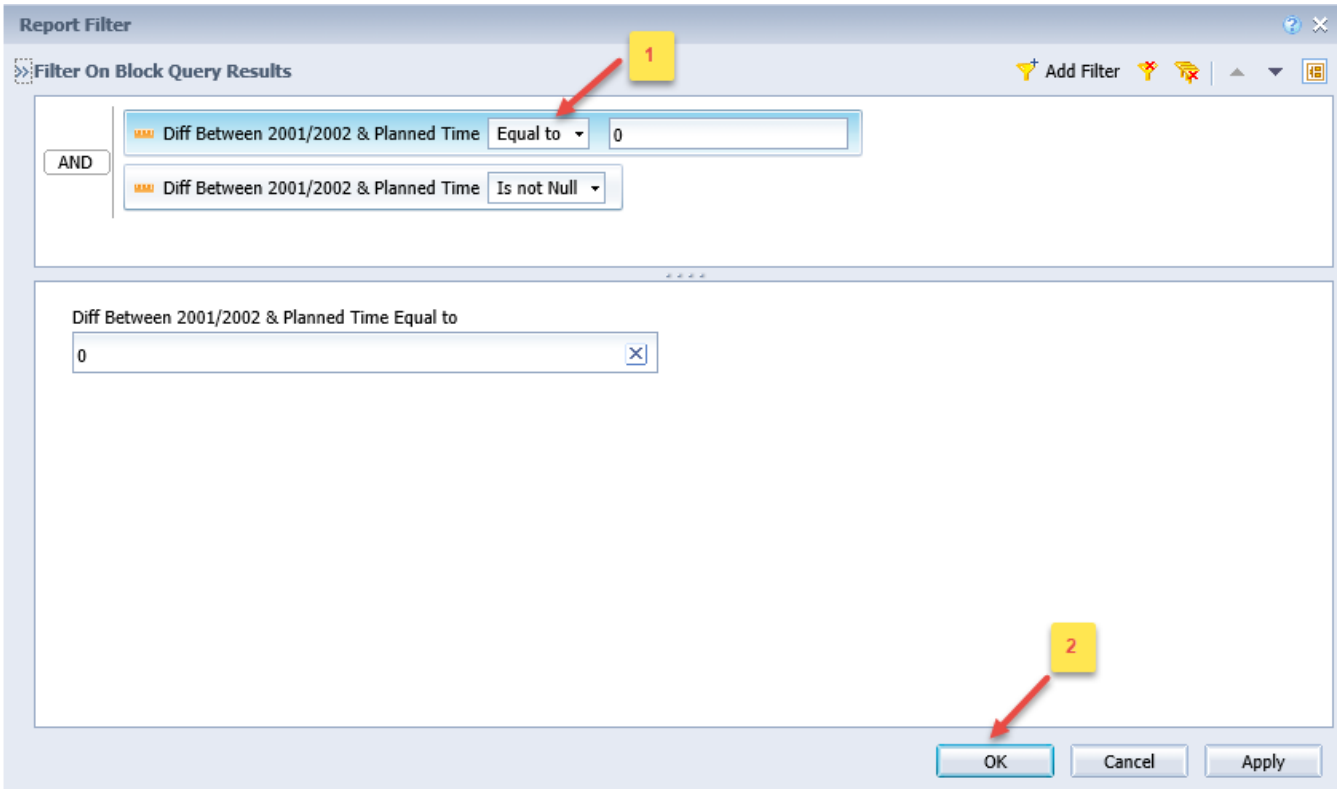 Report Filter
1
Filter On Block Query Results
Add Filter
Diff Between 2001/2002 & Planned Time Equal to 0
AND
Diff Between 2001/2002 & Planned Time Is not Null
Diff Between 2001/2002 & Planned Time Equal to
0
2
OK Cancel Apply